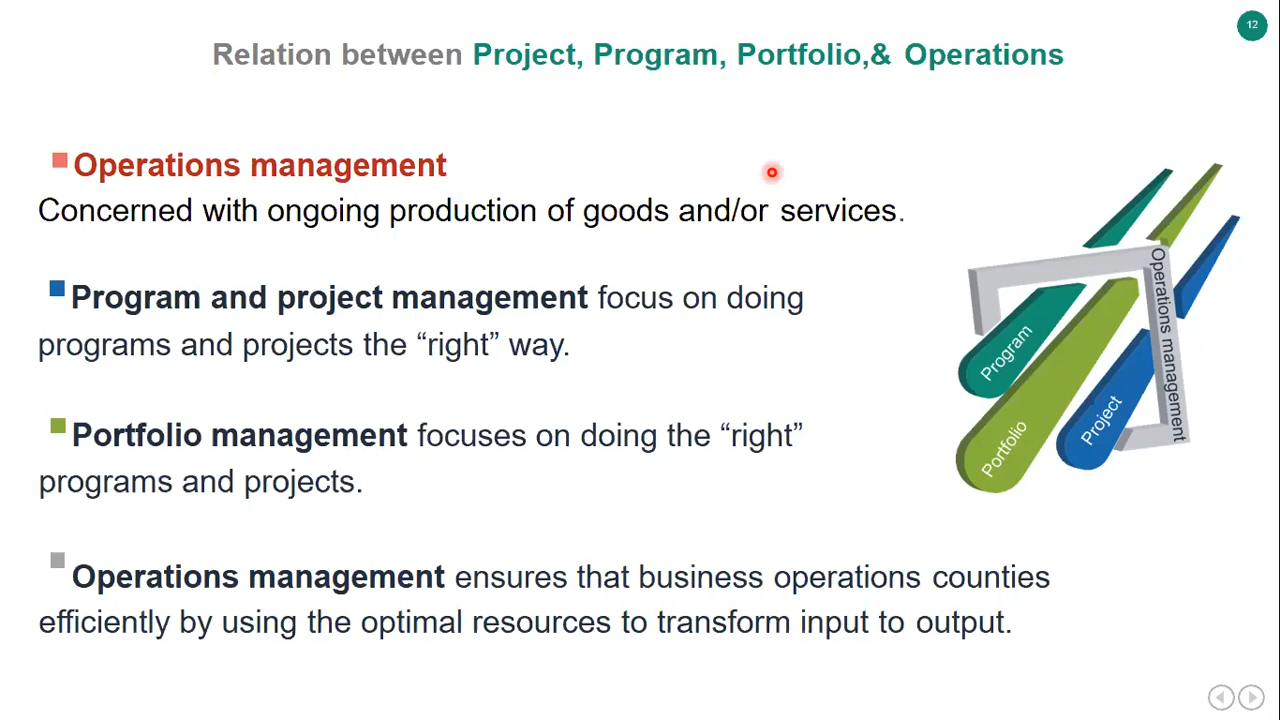 12
Relation between Project, Program, Portfolio,& Operations
Operations management
Concerned with ongoing production of goods and/or services.
Program and project management focus on doing
programs and projects the “right” way.
Portfolio management focuses on doing the “right”
programs and projects.
Operations management ensures that business operations counties
efficiently by using the optimal resources to transform input to output.
Program
Portfolio
Project
Operations management